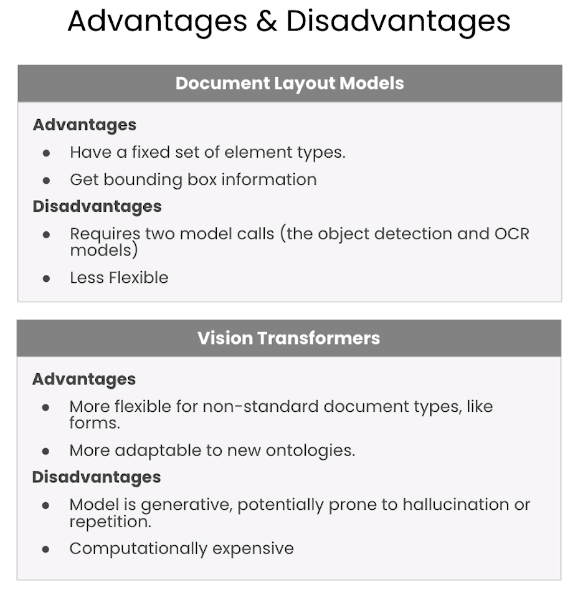 Advantages & Disadvantages
Document Layout Models
Advantages
● Have a fixed set of element types.
● Get bounding box information
Disadvantages
● Requires two model calls (the object detection and OCR
models)
● Less Flexible
Vision Transformers
Advantages
● More flexible for non-standard document types, like
forms.
● More adaptable to new ontologies.
Disadvantages
● Model is generative, potentially prone to hallucination or
repetition.
● Computationally expensive